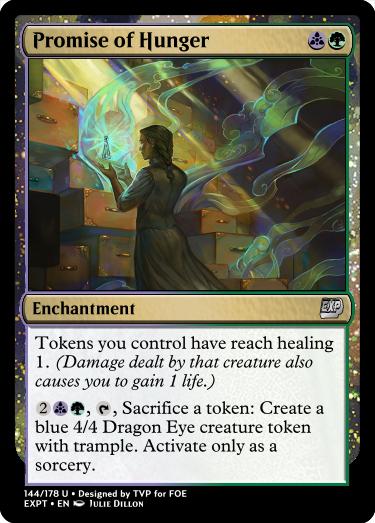 Promise of Hunger
Enchantment
EXP
Tokens you control have reach healing
1. (Damage dealt by that creature also
causes you to gain 1 life.)
2, Sacrifice a token: Create a
blue 4/4 Dragon Eye creature token
with trample. Activate only as a
sorcery.
144/178 U • Designed by TVP for FOE
EXPT • EN Julie Dillon